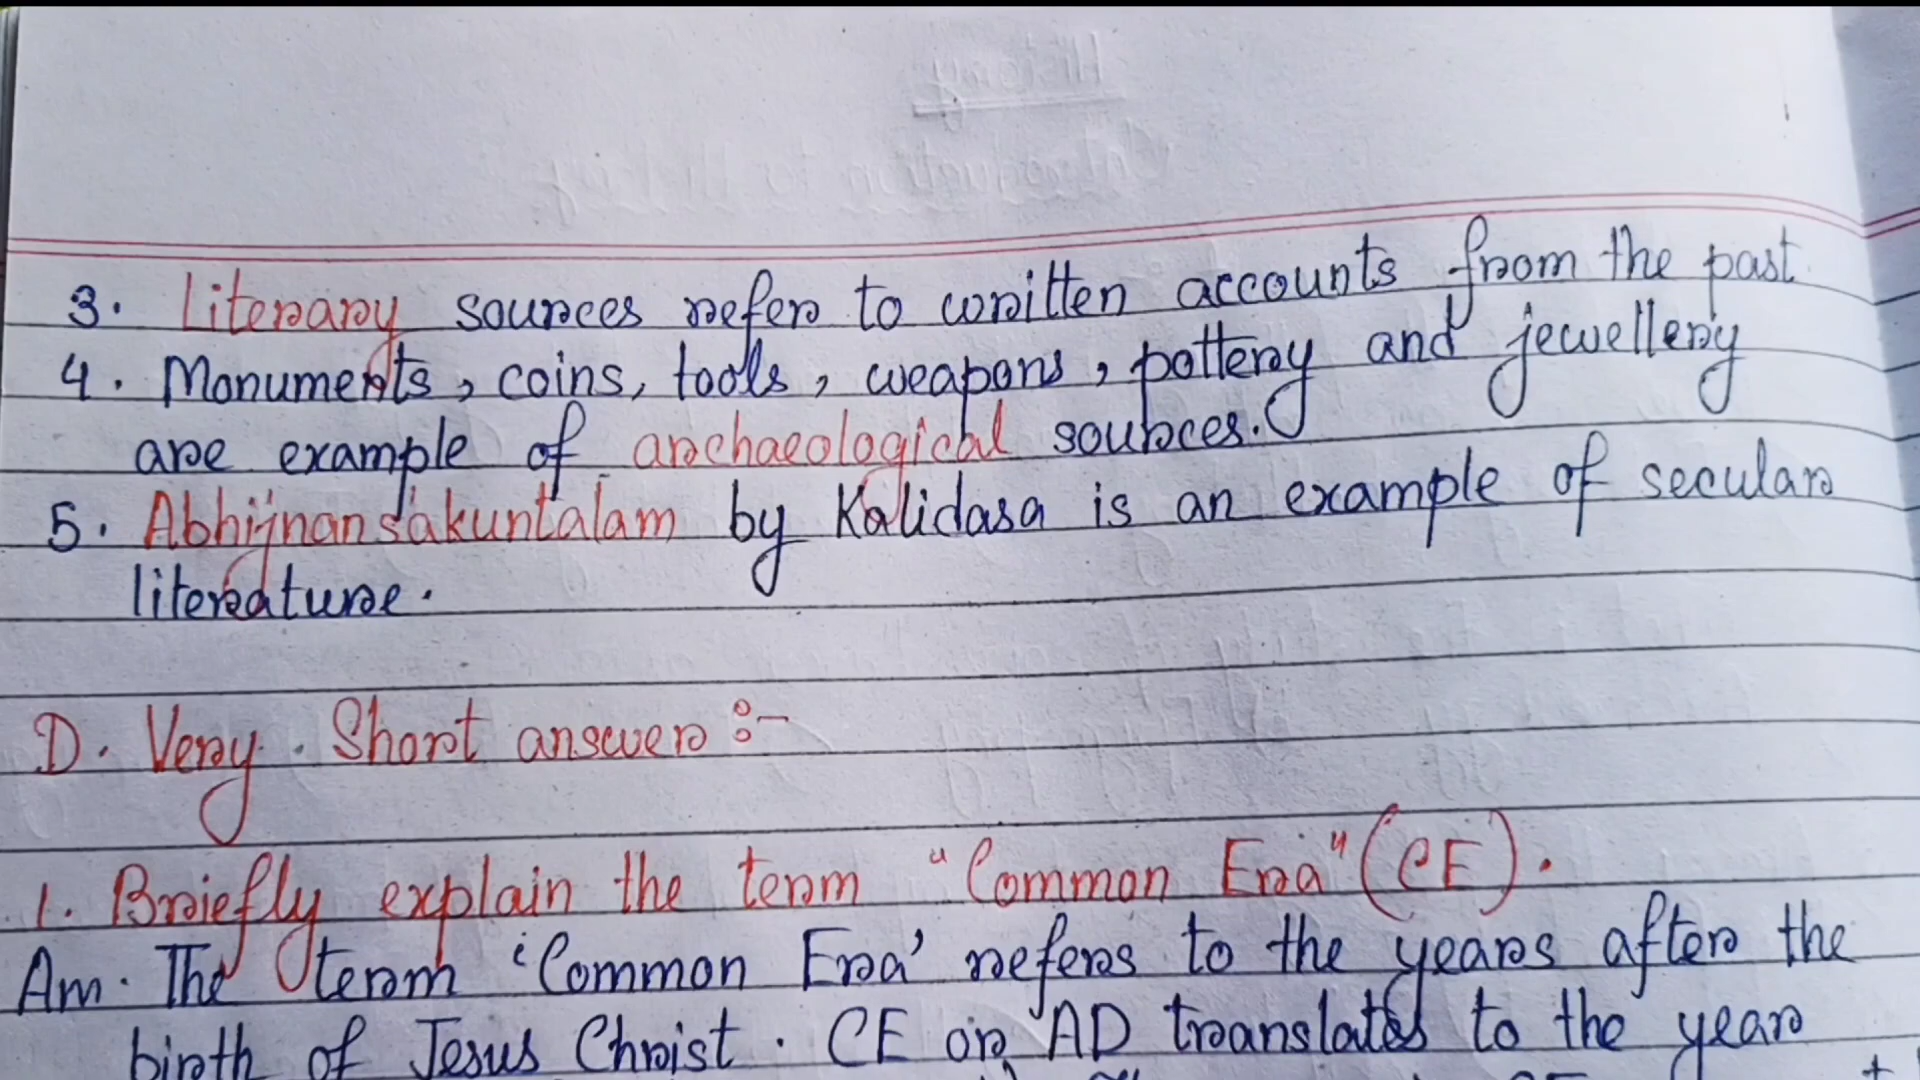 3. Literary sources refer to written accounts from the past
4. Monuments, coins, tools, weapons, pottery and jewellery
are example of archaeological sources.
5. Abhijnansakuntalam by Kalidasa is an example of secular
literature.
D. Very Short answer :-
1. Briefly explain the term "Common Era" (CE).
Ans. The term 'Common Era' refers to the years after the
birth of Jesus Christ. CE or AD translates to the year